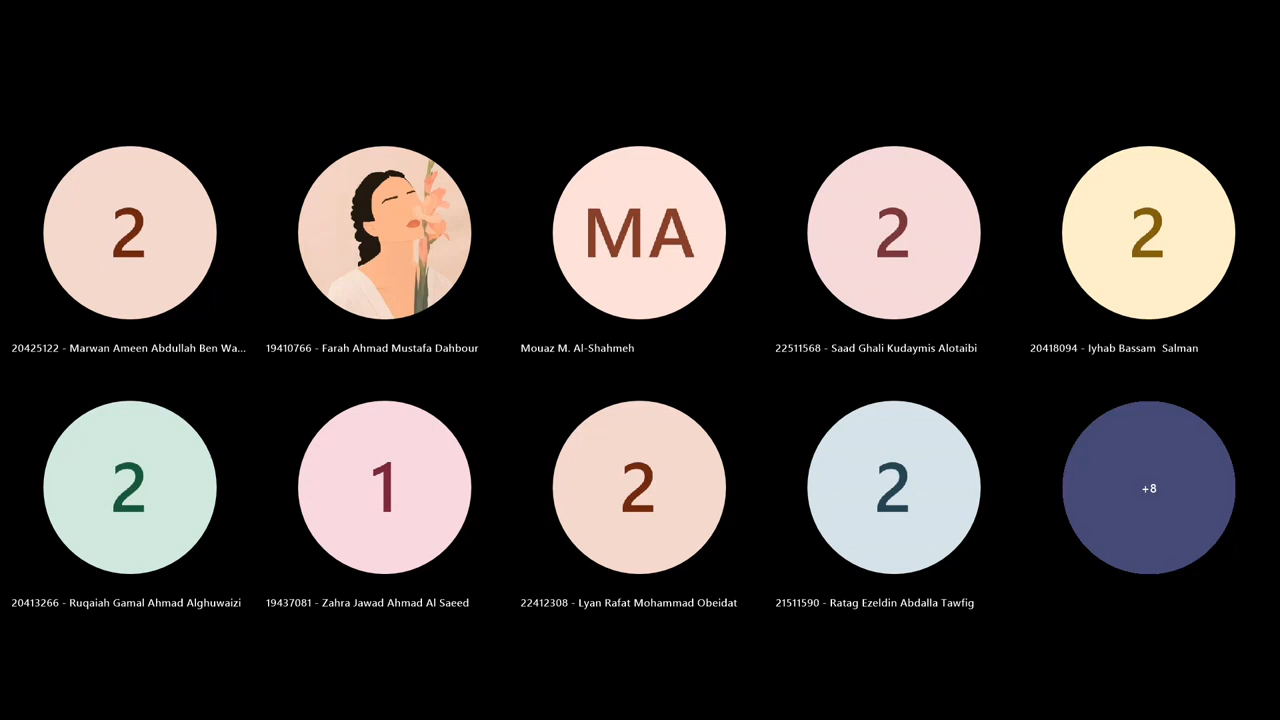 2
MA
2
2
20425122 - Marwan Ameen Abdullah Ben Wa...
19410766 - Farah Ahmad Mustafa Dahbour
Mouaz M. Al-Shahmeh
22511568 - Saad Ghali Kudaymis Alotaibi
20418094 - Iyhab Bassam  Salman
2
1
2
2
+8
20413266 - Ruqaiah Gamal Ahmad Alghuwaizi
19437081 - Zahra Jawad Ahmad Al Saeed
22412308 - Lyan Rafat Mohammad Obeidat
21511590 - Ratag Ezeldin Abdalla Tawfig